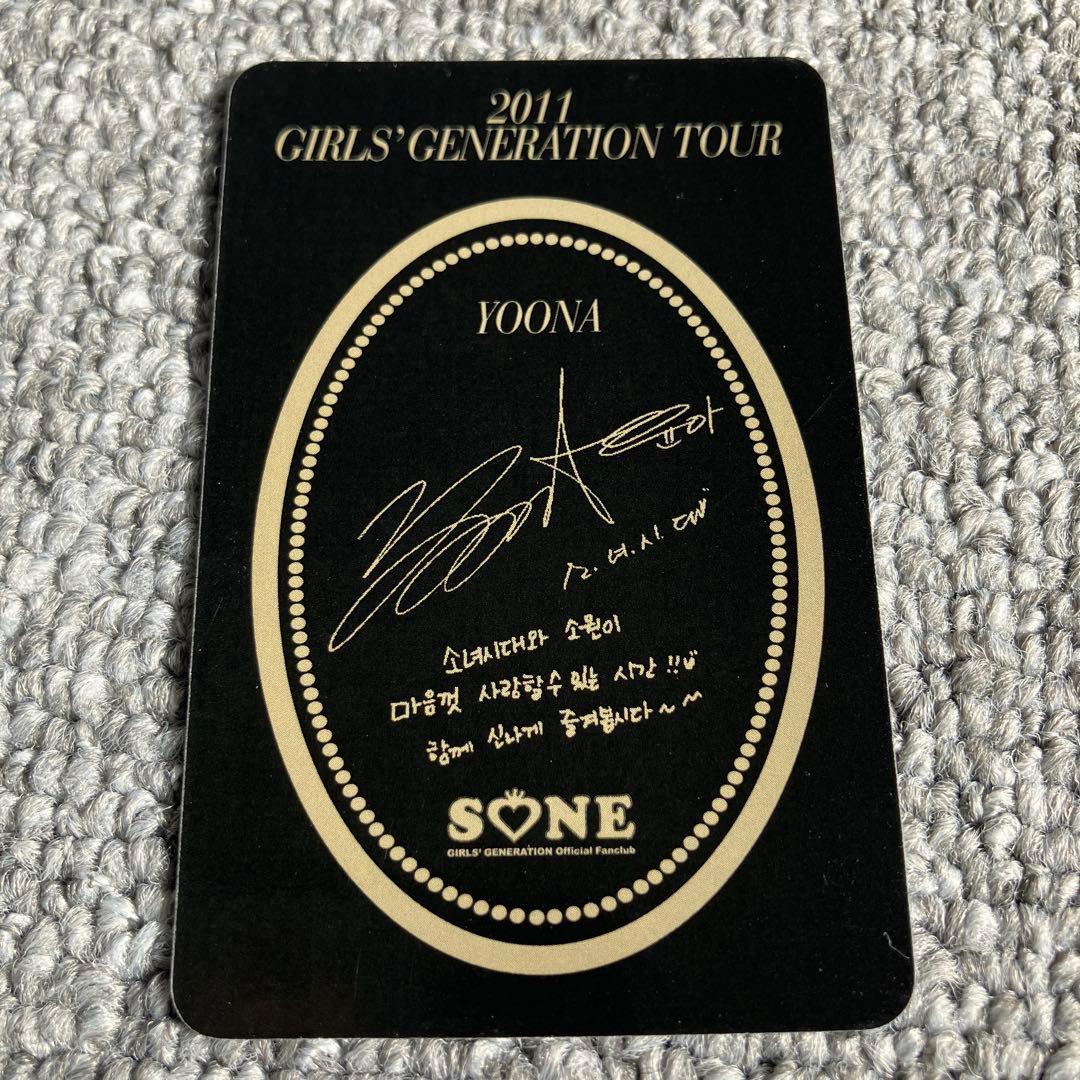 2011
GIRLS' GENERATION TOUR
YOONA
윤아
소.녀.시.대
소녀시대와 소원이
마음껏 사랑할수 있는 시간!!
함께 신나게 즐겨봅시다~~
SONE
GIRLS' GENERATION Official Fanclub